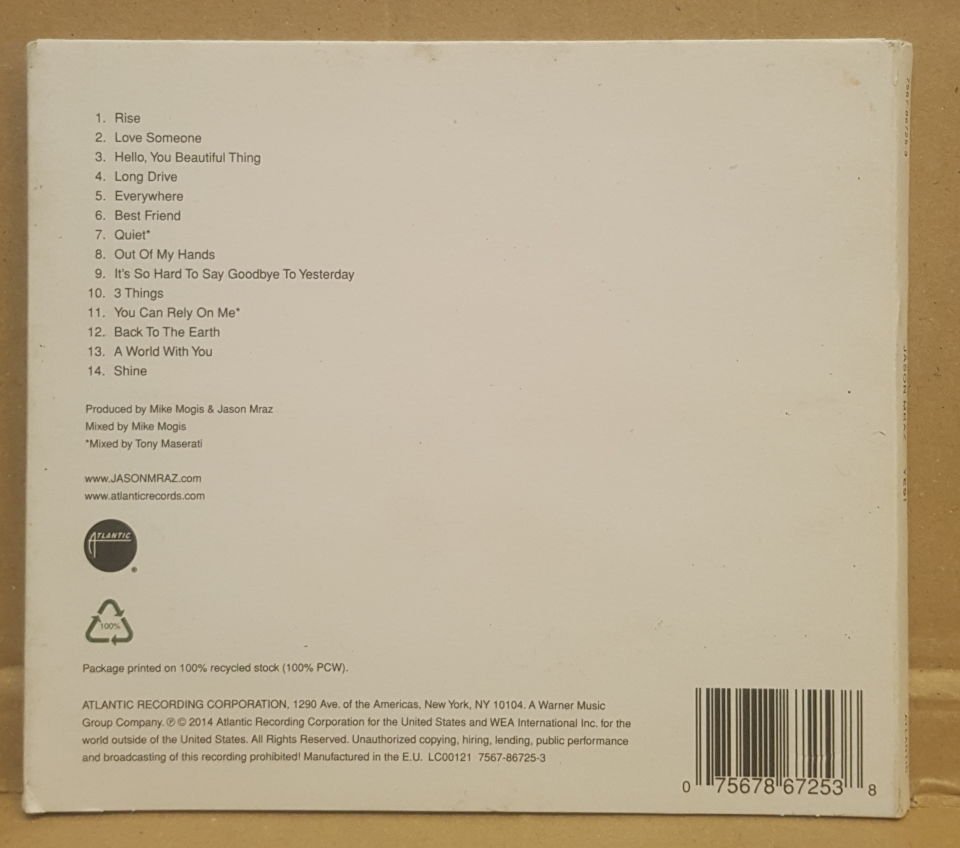 1. Rise
2. Love Someone
3. Hello, You Beautiful Thing
4. Long Drive
5. Everywhere
6. Best Friend
7. Quiet*
8. Out Of My Hands
9. It's So Hard To Say Goodbye To Yesterday
10. 3 Things
11. You Can Rely On Me*
12. Back To The Earth
13. A World With You
14. Shine
Produced by Mike Mogis & Jason Mraz
Mixed by Mike Mogis
*Mixed by Tony Maserati
www.JASONMRAZ.com
www.atlanticrecords.com
ATLANTIC
®
100%
Package printed on 100% recycled stock (100% PCW).
ATLANTIC RECORDING CORPORATION, 1290 Ave. of the Americas, New York, NY 10104. A Warner Music
Group Company. ℗ © 2014 Atlantic Recording Corporation for the United States and WEA International Inc. for the
world outside of the United States. All Rights Reserved. Unauthorized copying, hiring, lending, public performance
and broadcasting of this recording prohibited! Manufactured in the E.U. LC00121 7567-86725-3
0 75678 67253 8
7567-86725-3
JASON MRAZ YES!